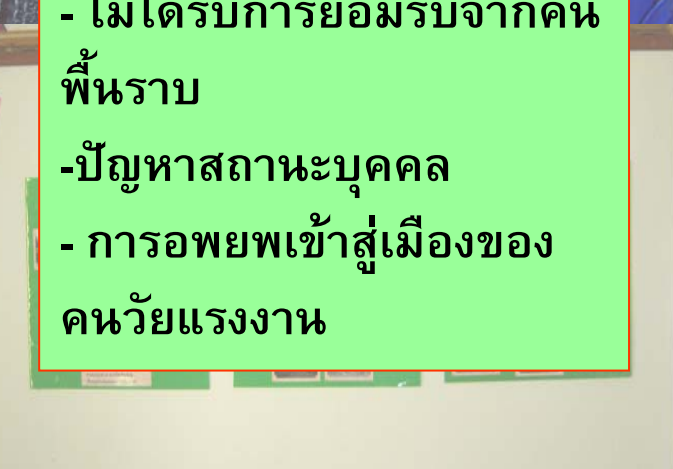 - ไม่ได้รับการยอมรับจากคน
พื้นราบ
-ปัญหาสถานะบุคคล
- การอพยพเข้าสู่เมืองของ
คนวัยแรงงาน